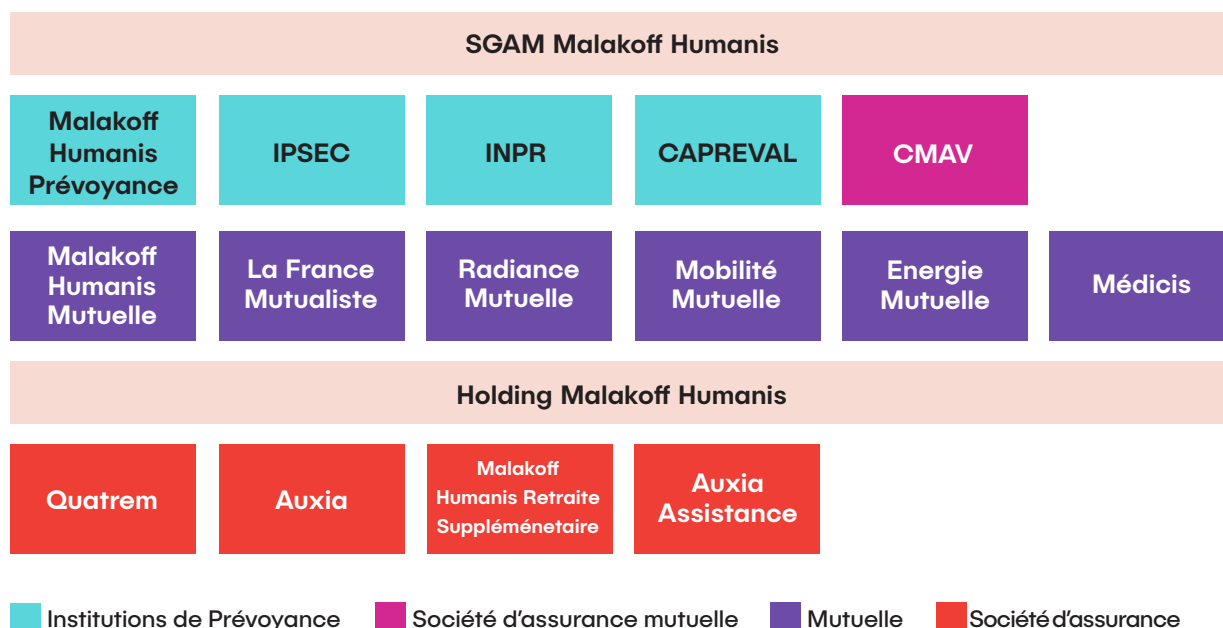 SGAM Malakoff Humanis
Malakoff
Humanis
Prévoyance
IPSEC
INPR
CAPREVAL
CMAV
Malakoff
Humanis
Mutuelle
La France
Mutualiste
Radiance
Mutuelle
Mobilité
Mutuelle
Energie
Mutuelle
Médicis
Holding Malakoff Humanis
Quatrem
Auxia
Malakoff
Humanis Retraite
Suppléménetaire
Auxia
Assistance
Institutions de Prévoyance
Société d'assurance mutuelle
Mutuelle
Société d'assurance